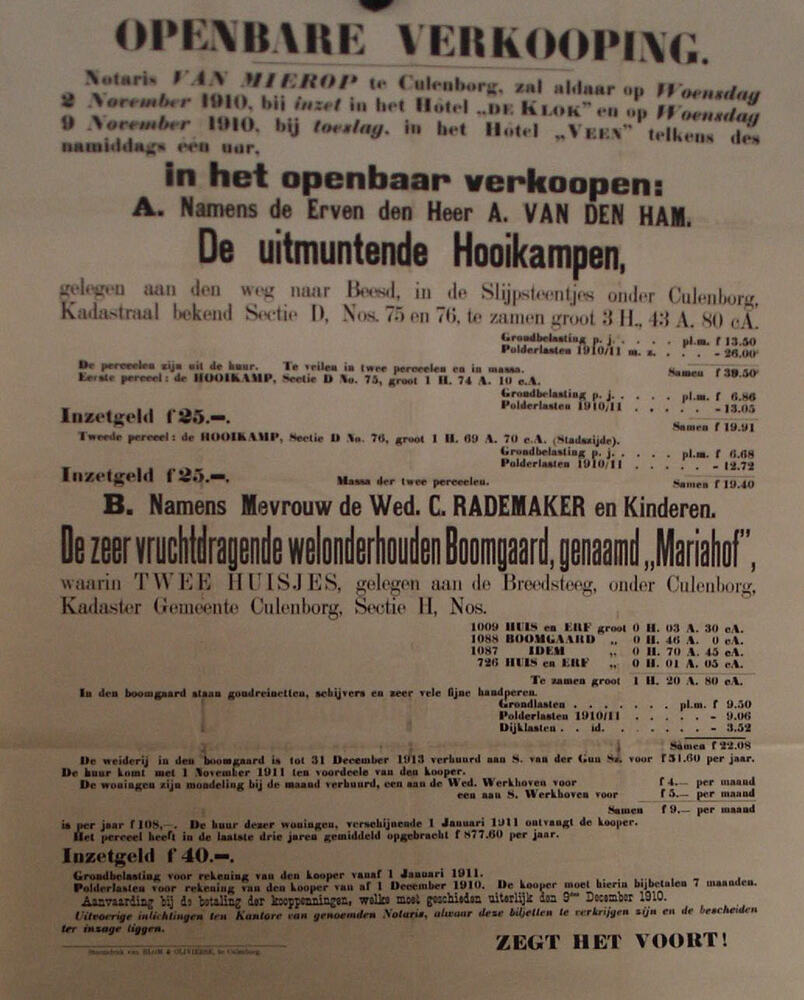 OPENBARE VERKOOPING.
Notaris VAN MIEROP te Culenborg, zal aldaar op Woensdag
2 November 1910, bij inzet in het Hotel „DE KLOK” en op Woensdag
9 November 1910, bij toeslag, in het Hotel „VEEN” telkens des
namiddags één uur,
in het openbaar verkoopen:
A. Namens de Erven den Heer A. VAN DEN HAM.
De uitmuntende Hooikampen,
gelegen aan den weg naar Beesd, in de Slijpsteentjes onder Culenborg,
Kadastraal bekend Sectie D, Nos. 75 en 76, te zamen groot 3 H., 43 A. 80 cA.
Grondbelasting p. j. . . . . pl.m. f 13.50
Polderlasten 1910/11 m. z. . . . . - 26.00
Samen f 39.50
De perceelen zijn uit de huur. Te veilen in twee perceelen en in massa.
Eerste perceel: de HOOIKAMP, Sectie D No. 75, groot 1 H. 74 A. 10 c.A.
Grondbelasting p. j. . . . . pl.m. f 6.86
Polderlasten 1910/11 . . . . . - 13.05
Inzetgeld f 25.—.
Samen f 19.91
Tweede perceel: de HOOIKAMP, Sectie D No. 76, groot 1 H. 69 A. 70 c.A. (Stadszijde).
Grondbelasting p. j. . . . . pl.m. f 6.68
Polderlasten 1910/11 . . . . . - 12.72
Inzetgeld f 25.—.
Massa der twee perceelen.
Samen f 19.40
B. Namens Mevrouw de Wed. C. RADEMAKER en Kinderen.
De zeer vruchtdragende welonderhouden Boomgaard, genaamd „Mariahof”,
waarin TWEE HUISJES, gelegen aan de Breedsteeg, onder Culenborg,
Kadaster Gemeente Culenborg, Sectie H, Nos.
1009 HUIS en ERF groot 0 H. 03 A. 30 cA.
1088 BOOMGAARD „ 0 H. 46 A. 0 cA.
1087 IDEM „ 0 H. 70 A. 45 cA.
726 HUIS en ERF „ 0 H. 01 A. 05 cA.
Te zamen groot 1 H. 20 A. 80 cA.
In den boomgaard staan goudreinetten, schijvers en zeer vele fijne handperen.
Grondlasten . . . . . . . pl.m. f 9.50
Polderlasten 1910/11 . . . . . - 9.06
Dijklasten . . id. . . . . . - 3.52
Samen f 22.08
De weiderij in den boomgaard is tot 31 December 1913 verhuurd aan S. van der Gun Sz. voor f 51.60 per jaar.
De huur komt met 1 November 1911 ten voordeele van den kooper.
De woningen zijn mondeling bij de maand verhuurd, een aan de Wed. Werkhoven voor f 4.— per maand
een aan S. Werkhoven voor f 5.— per maand
Samen f 9.— per maand
is per jaar f 108,—. De huur dezer woningen, verschijnende 1 Januari 1911 ontvangt de kooper.
Het perceel heeft in de laatste drie jaren gemiddeld opgebracht f 877.60 per jaar.
Inzetgeld f 40.—.
Grondbelasting voor rekening van den kooper vanaf 1 Januari 1911.
Polderlasten voor rekening van den kooper van af 1 December 1910. De kooper moet hierin bijbetalen 7 maanden.
Aanvaarding bij de betaling der kooppenningen, welke moet geschieden uiterlijk den 9den December 1910.
Uitvoerige inlichtingen ten Kantore van genoemden Notaris, alwaar deze biljetten te verkrijgen zijn en de bescheiden
ter inzage liggen.
ZEGT HET VOORT!
Stoomdruk van BLOM & OLIVIERSE, te Culenborg.